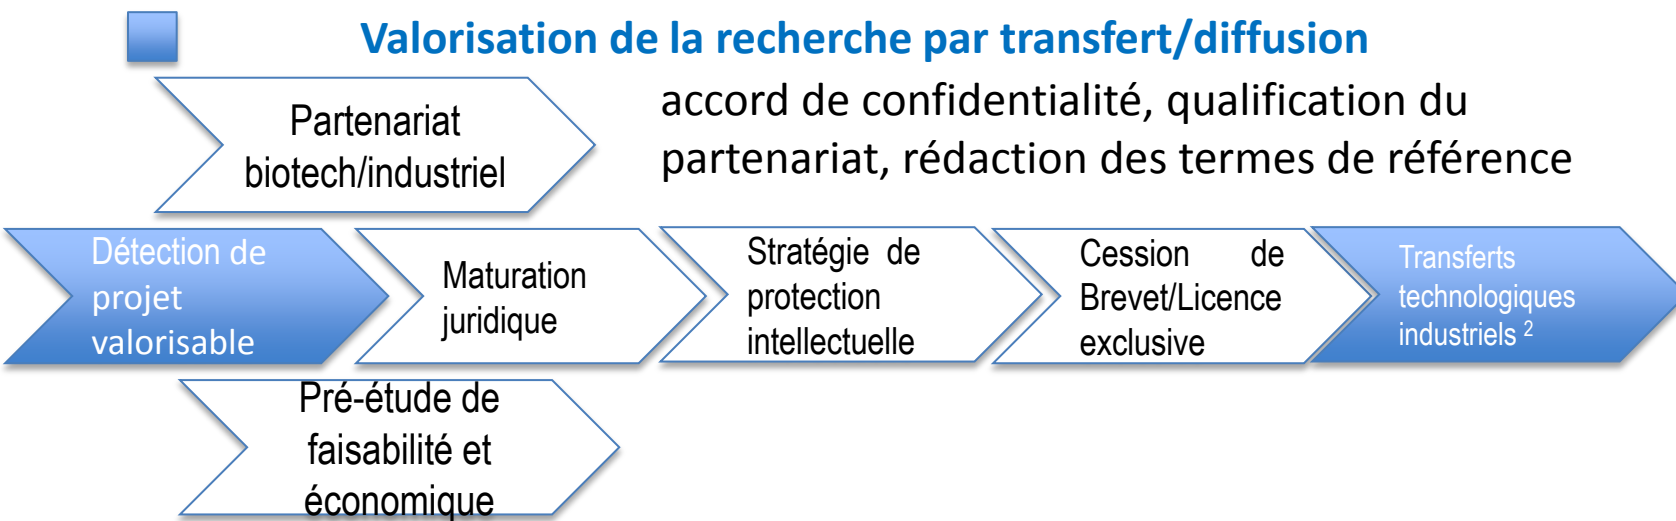 Valorisation de la recherche par transfert/diffusion
Partenariat
biotech/industriel
accord de confidentialité, qualification du
partenariat, rédaction des termes de référence
Détection de
projet
valorisable
Maturation
juridique
Stratégie de
protection
intellectuelle
Cession de
Brevet/Licence
exclusive
Transferts
technologiques
industriels 2
Pré-étude de
faisabilité et
économique